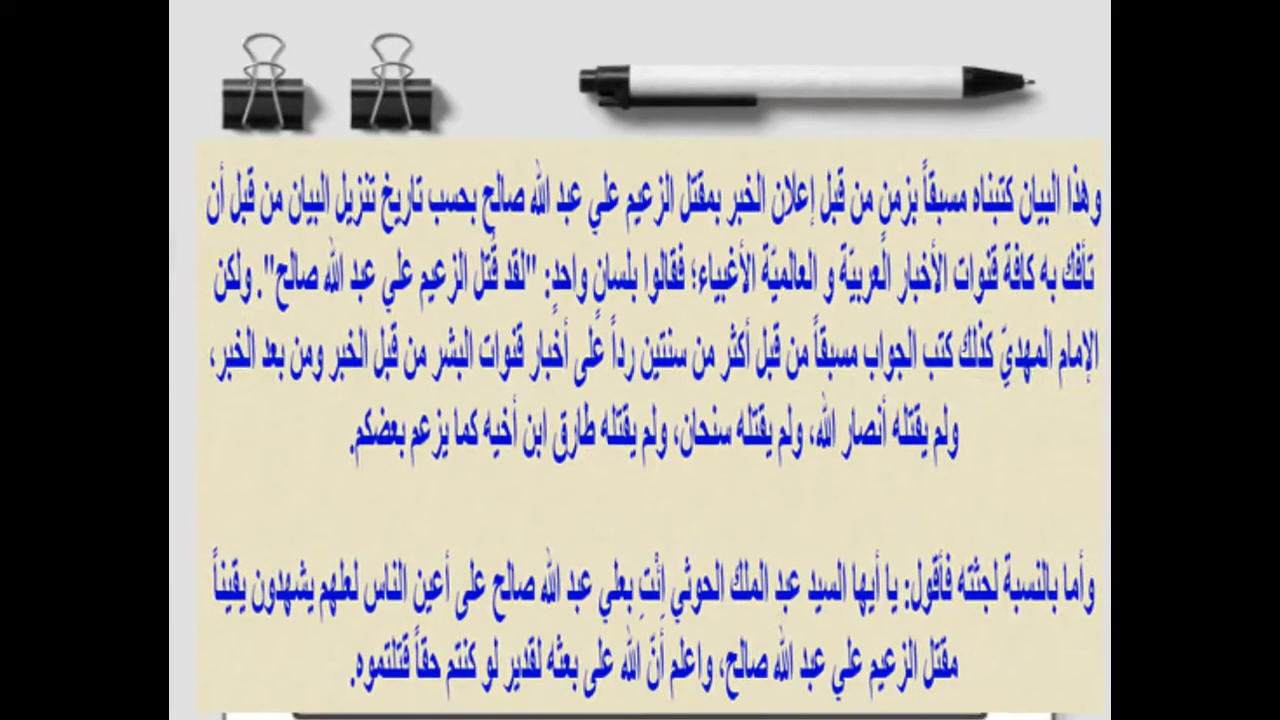 وهذا البيان كتبناه مسبقاً بزمنٍ من قبل إعلان الخبر بمقتل الزعيم علي عبد الله صالح بحسب تاريخ تنزيل البيان من قبل أن
تأفك به كافة قنوات الأخبار العربيّة و العالميّة الأغبياء؛ فقالوا بلسانٍ واحدٍ: "لقد قُتل الزعيم علي عبد الله صالح". ولكن
الإمام المهديّ كذلك كتب الجواب مسبقاً من قبل أكثر من سنتين رداً على أخبار قنوات البشر من قبل الخبر ومن بعد الخبر،
ولم يقتله أنصار الله، ولم يقتله سنحان، ولم يقتله طارق ابن أخيه كما يزعم بعضكم.
وأما بالنسبة لجثته فأقول: يا أيها السيد عبد الملك الحوثي اِئْتِ بعلي عبد الله صالح على أعين الناس لعلهم يشهدون يقيناً
مقتل الزعيم علي عبد الله صالح، واعلم أنّ الله على بعثه لقدير لو كنتم حقاً قتلتموه.